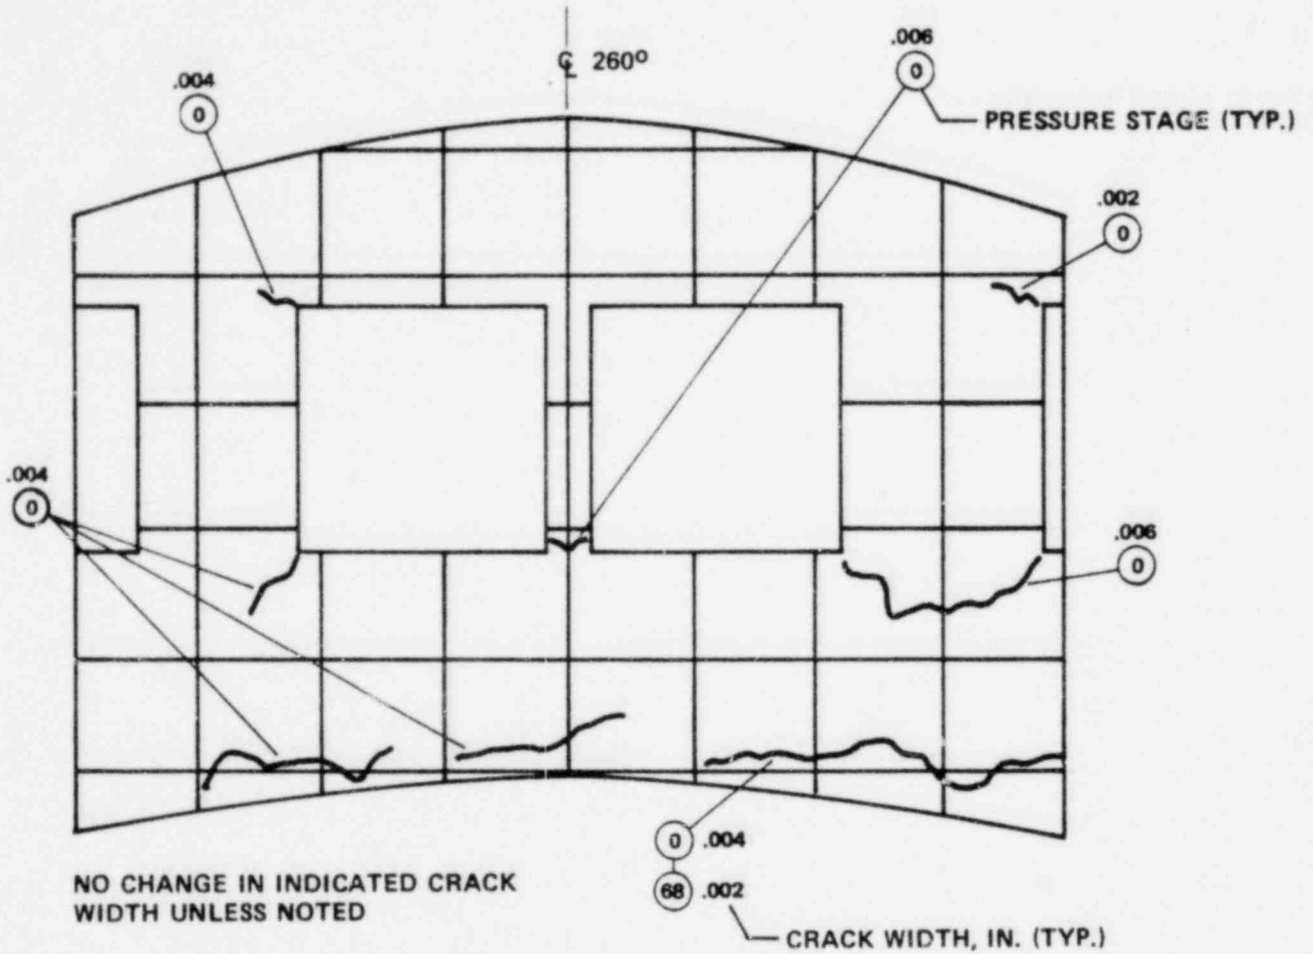 ℄ 260º
.006
0
PRESSURE STAGE (TYP.)
.004
0
.002
0
.004
0
.006
0
0 .004
68 .002
NO CHANGE IN INDICATED CRACK
WIDTH UNLESS NOTED
CRACK WIDTH, IN. (TYP.)